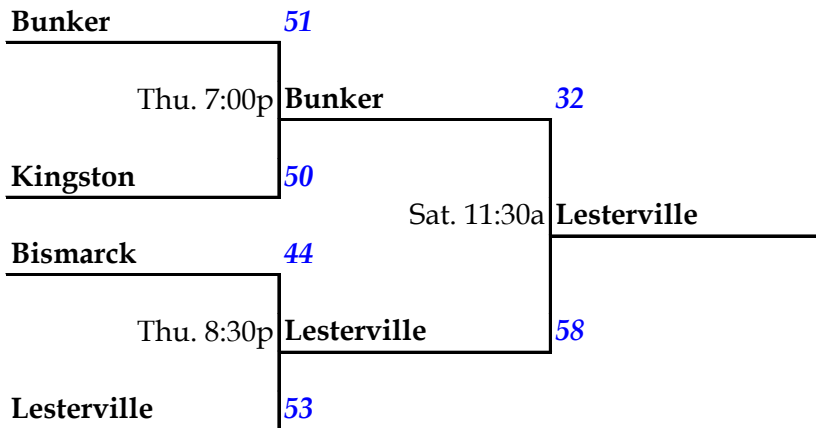 Bunker 51
Thu. 7:00p Bunker 32
Kingston 50
Sat. 11:30a Lesterville
Bismarck 44
Thu. 8:30p Lesterville 58
Lesterville 53